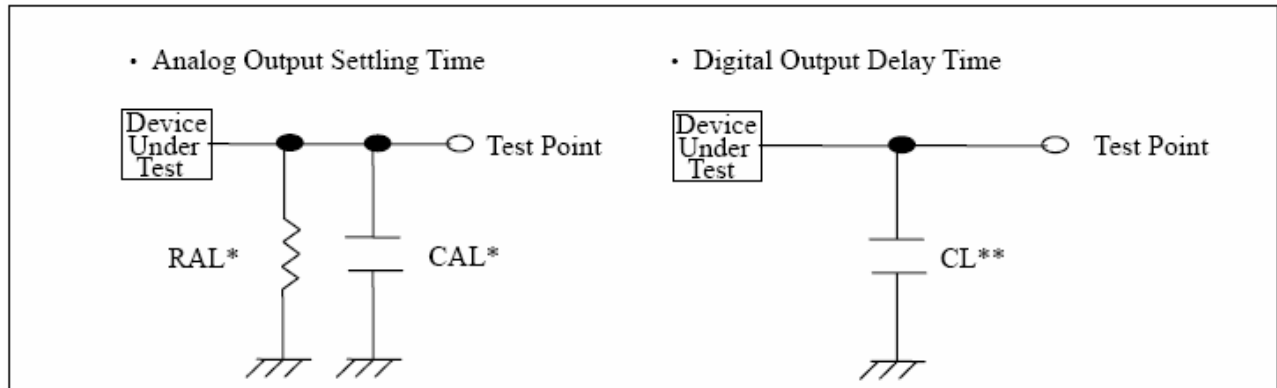 ・ Analog Output Settling Time
Device
Under
Test
Test Point
RAL*
CAL*
・ Digital Output Delay Time
Device
Under
Test
Test Point
CL**